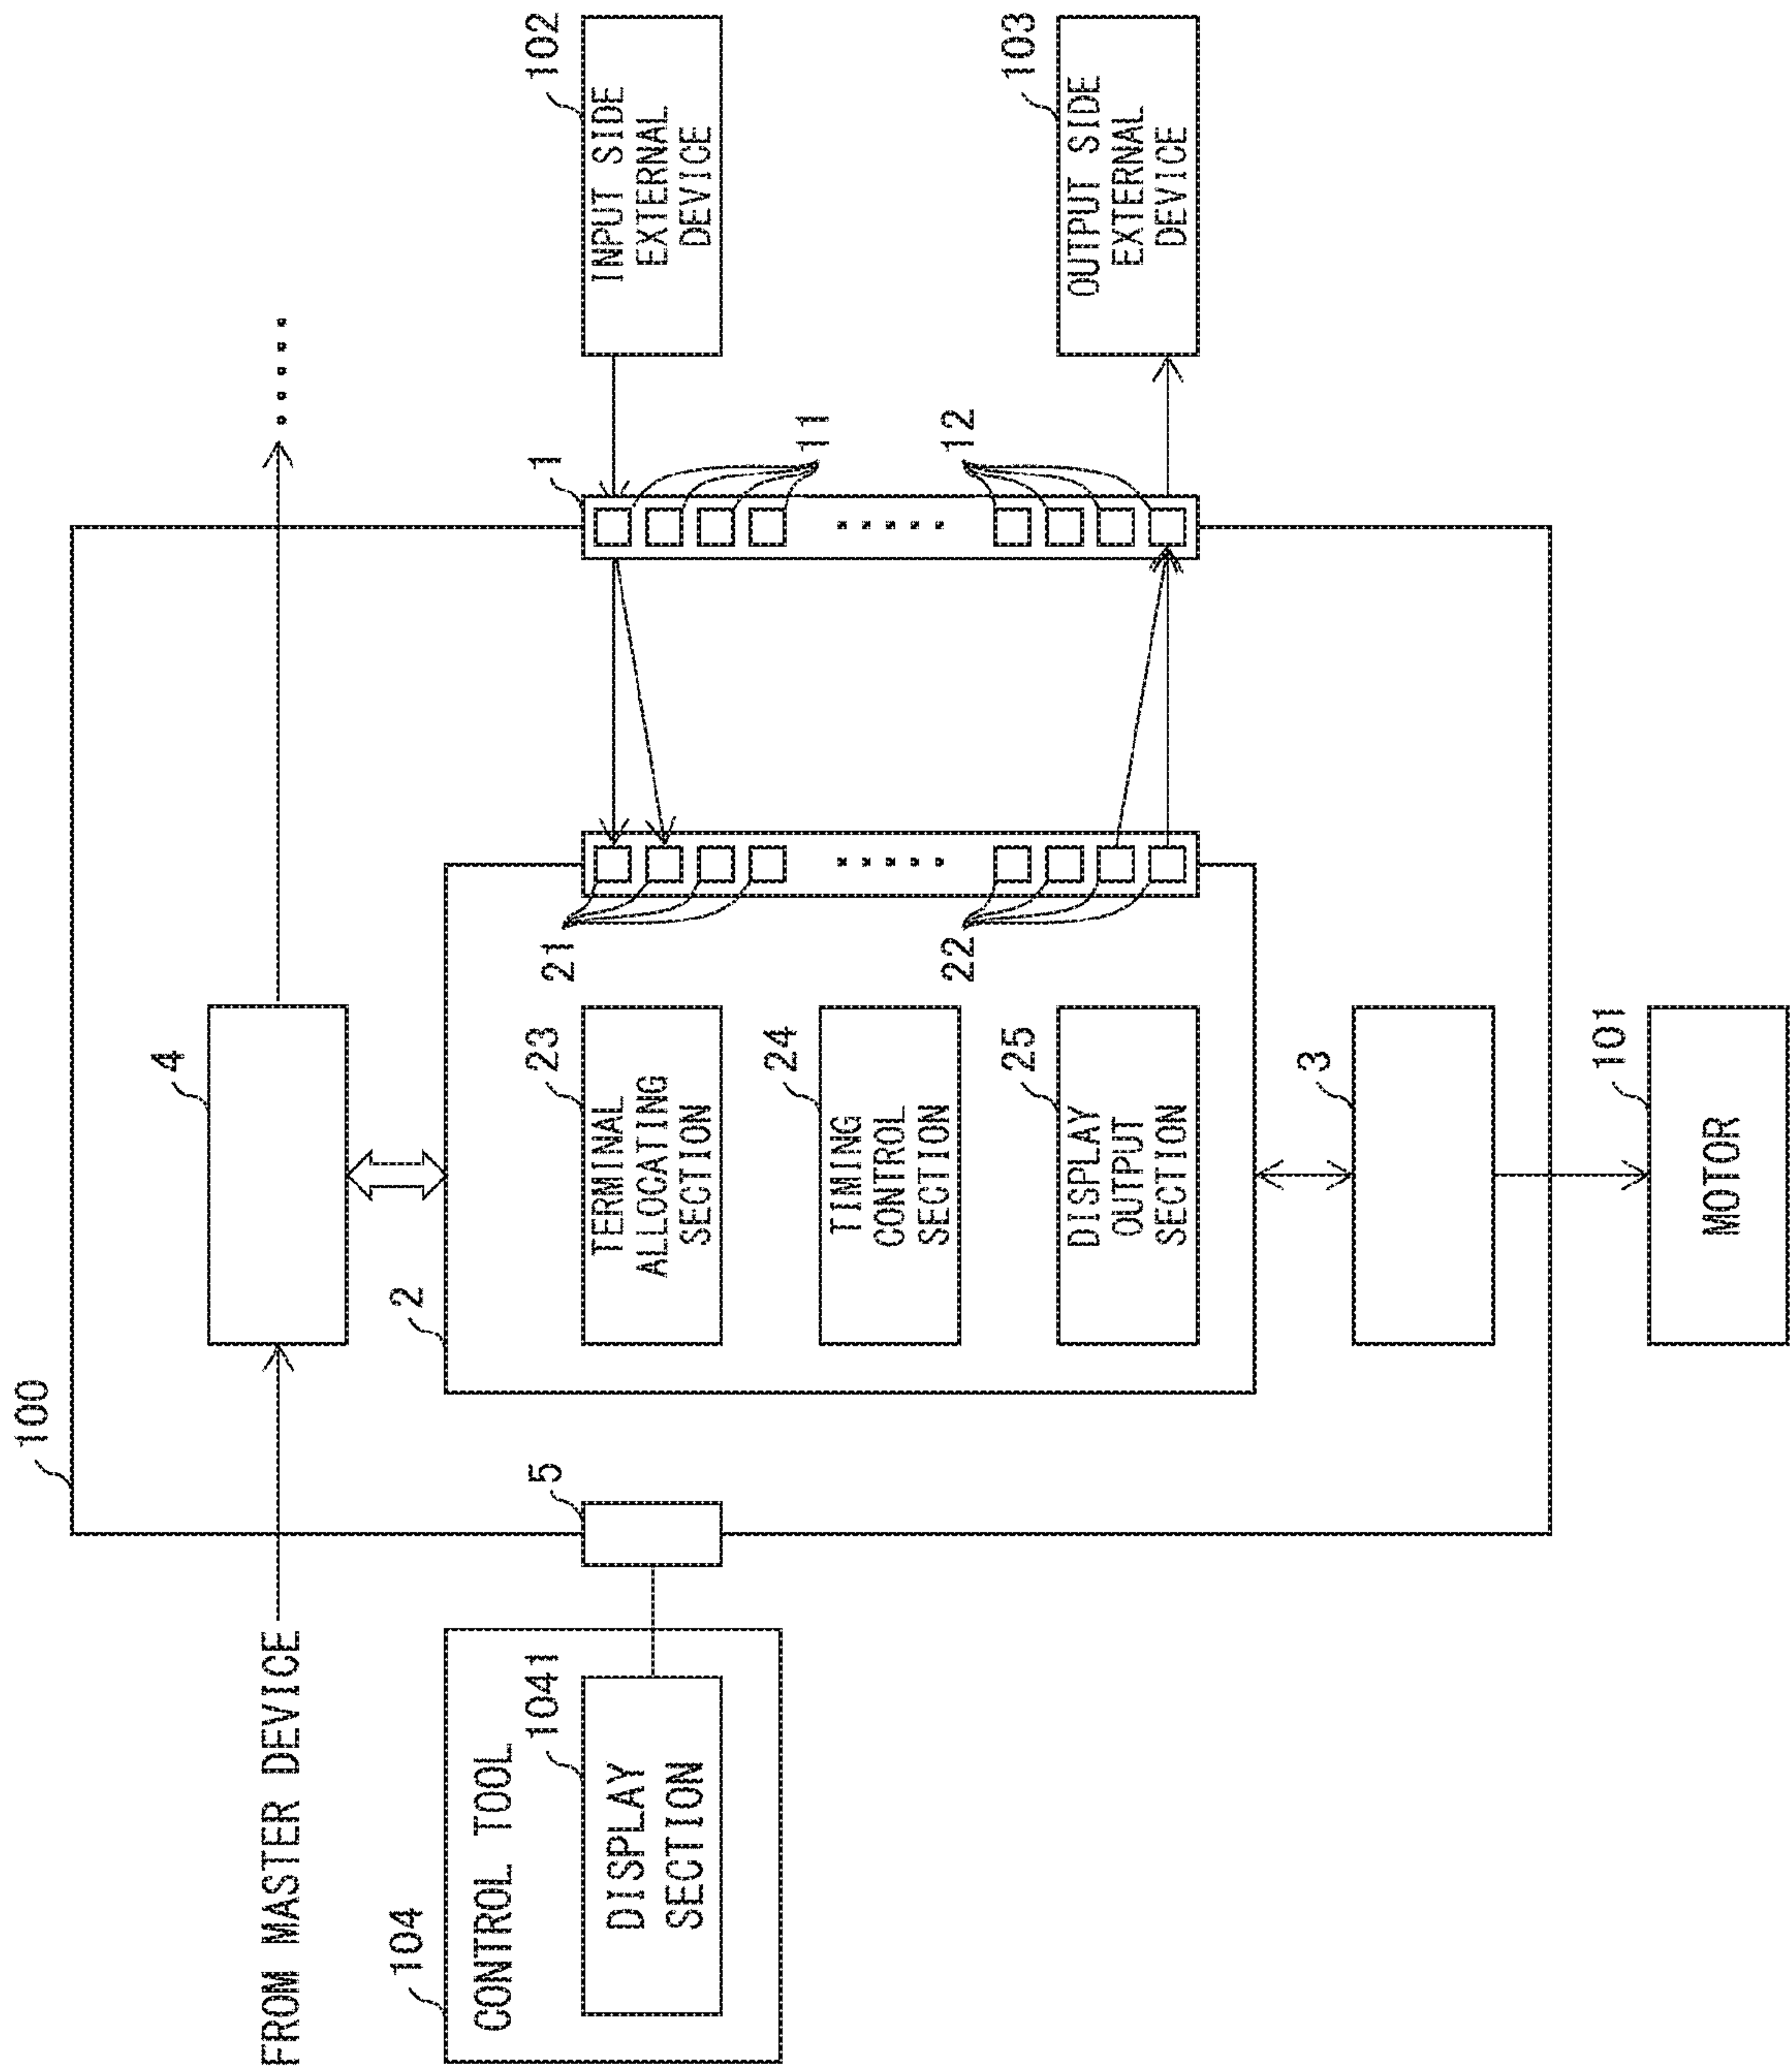 FROM MASTER DEVICE
100
4
104
CONTROL TOOL
1041
DISPLAY
SECTION
5
2
23
TERMINAL
ALLOCATING
SECTION
24
TIMING
CONTROL
SECTION
25
DISPLAY
OUTPUT
SECTION
21
22
1
11
12
102
INPUT SIDE
EXTERNAL
DEVICE
103
OUTPUT SIDE
EXTERNAL
DEVICE
3
101
MOTOR